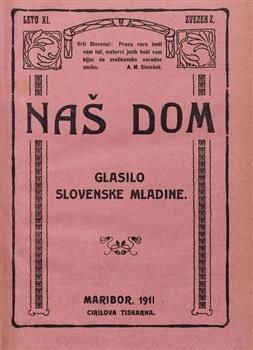 LETO XI.
ZVEZEK 2.
Vrli Slovenci: Prava vera bodi
vam luč, materni jezik bodi vam
ključ do zveličanske narodne
omike. A. M. Slomšek.
NAŠ DOM
GLASILO
SLOVENSKE MLADINE.
MARIBOR, 1911
CIRILOVA TISKARNA.